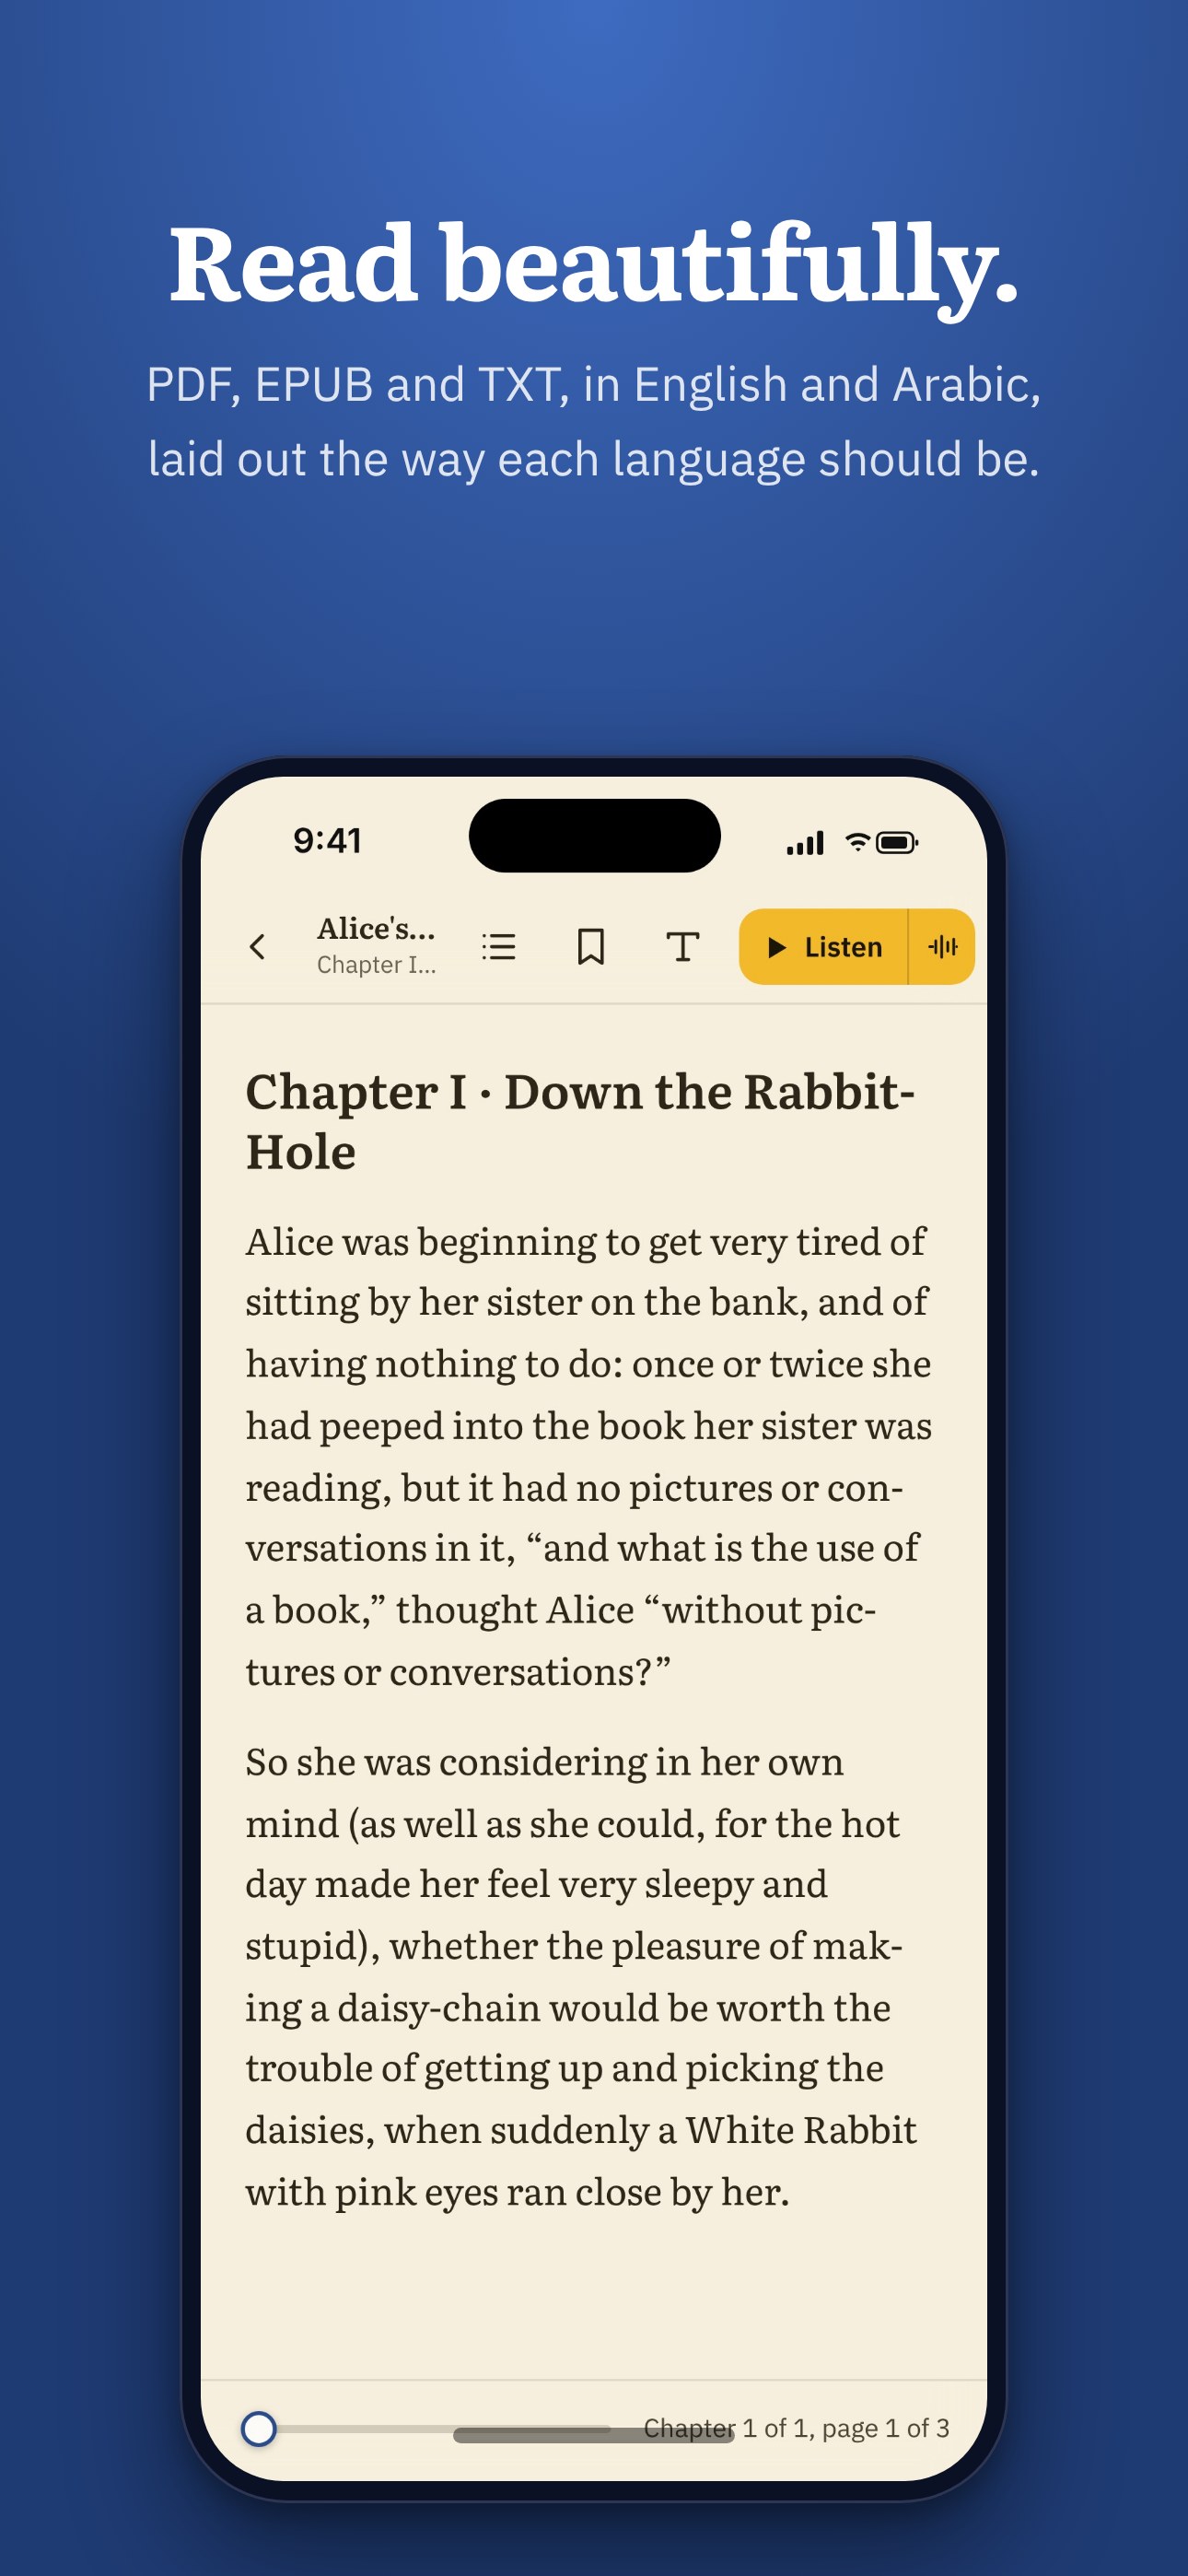 Read beautifully.
PDF, EPUB and TXT, in English and Arabic,
laid out the way each language should be.
9:41
Alice's...
Chapter I...
Listen
Chapter I · Down the Rabbit-
Hole
Alice was beginning to get very tired of
sitting by her sister on the bank, and of
having nothing to do: once or twice she
had peeped into the book her sister was
reading, but it had no pictures or con-
versations in it, “and what is the use of
a book,” thought Alice “without pic-
tures or conversations?”
So she was considering in her own
mind (as well as she could, for the hot
day made her feel very sleepy and
stupid), whether the pleasure of mak-
ing a daisy-chain would be worth the
trouble of getting up and picking the
daisies, when suddenly a White Rabbit
with pink eyes ran close by her.
Chapter 1 of 1, page 1 of 3